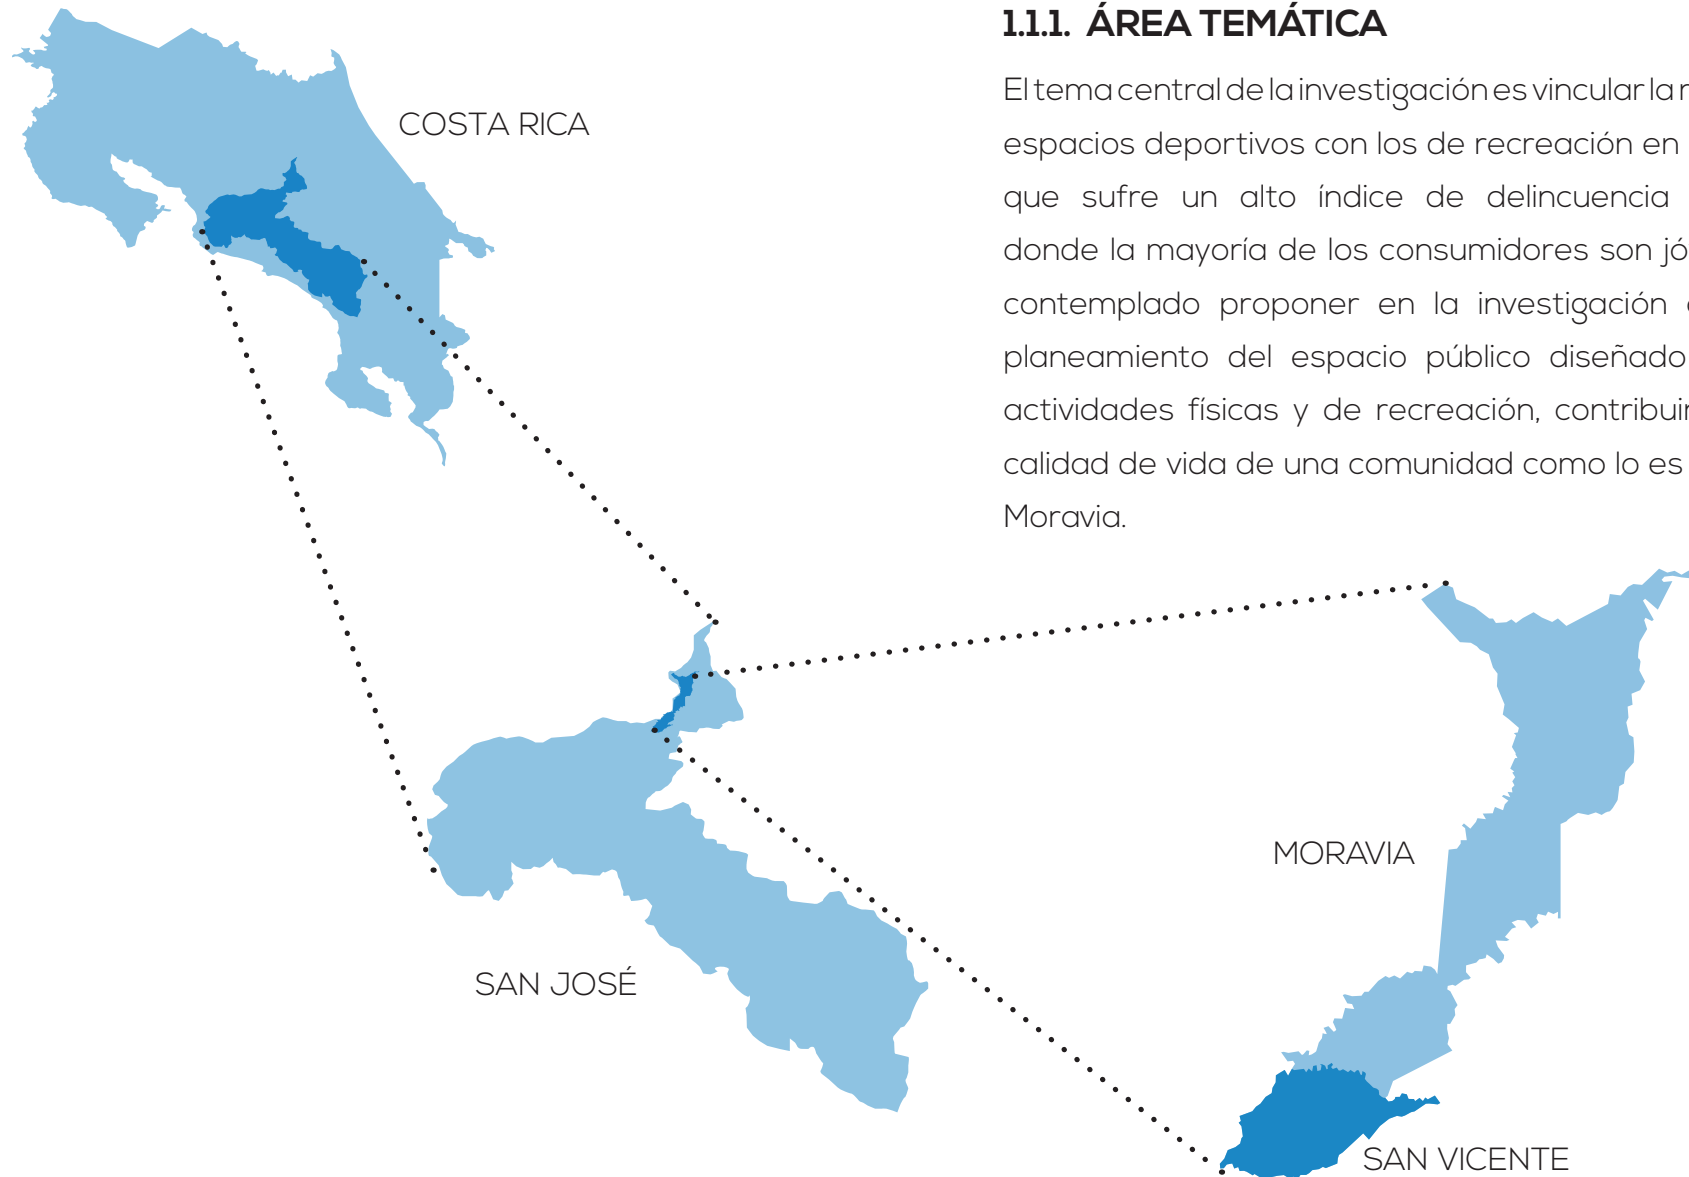 1.1.1. ÁREA TEMÁTICA
El tema central de la investigación es vincular la
espacios deportivos con los de recreación en
que sufre un alto índice de delincuencia
donde la mayoría de los consumidores son
contemplado proponer en la investigación
planeamiento del espacio público diseñado
actividades físicas y de recreación,
calidad de vida de una comunidad como lo es
Moravia.
COSTA RICA
SAN JOSÉ
MORAVIA
SAN VICENTE